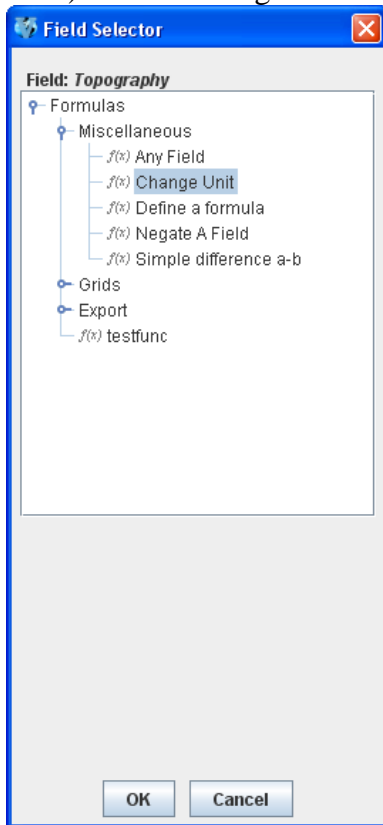 Field Selector
Field: Topography
Formulas
Miscellaneous
f(x) Any Field
f(x) Change Unit
f(x) Define a formula
f(x) Negate A Field
f(x) Simple difference a-b
Grids
Export
f(x) testfunc
OK Cancel